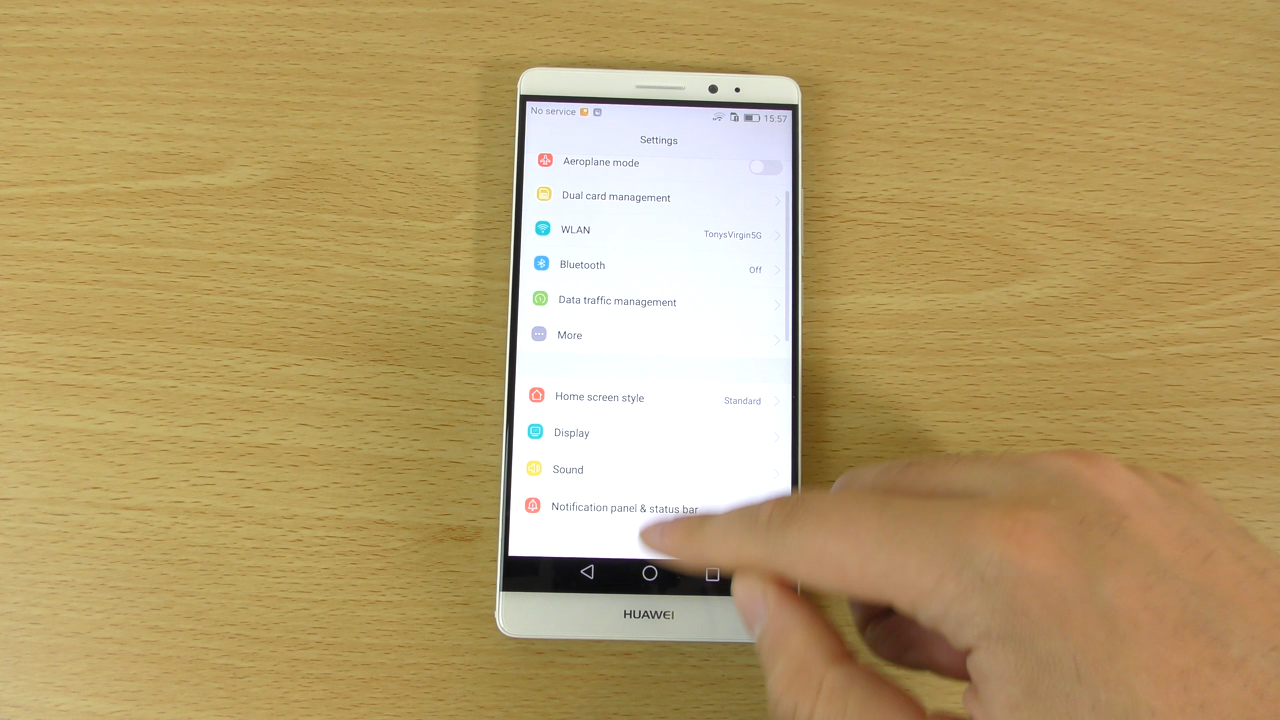 No service 15:57
Settings
Aeroplane mode
Dual card management
WLAN TonysVirgin5G
Bluetooth Off
Data traffic management
More
Home screen style Standard
Display
Sound
Notification panel & status bar
HUAWEI